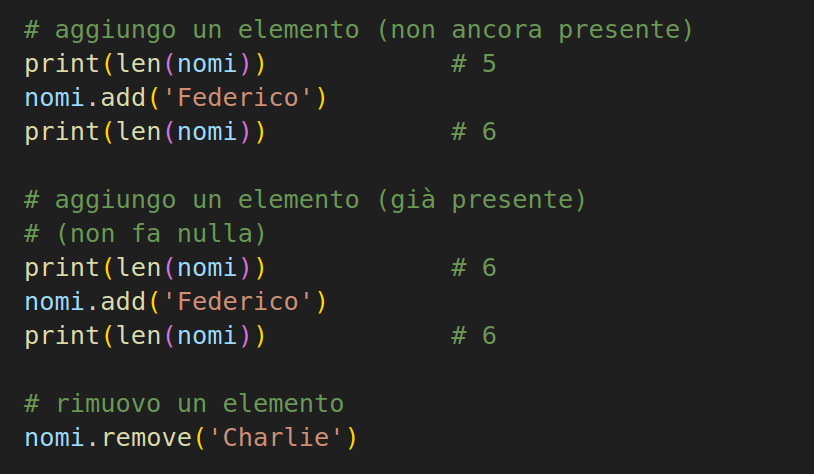 # aggiungo un elemento (non ancora presente)
print(len(nomi))            # 5
nomi.add('Federico')
print(len(nomi))            # 6
# aggiungo un elemento (già presente)
# (non fa nulla)
print(len(nomi))            # 6
nomi.add('Federico')
print(len(nomi))            # 6
# rimuovo un elemento
nomi.remove('Charlie')